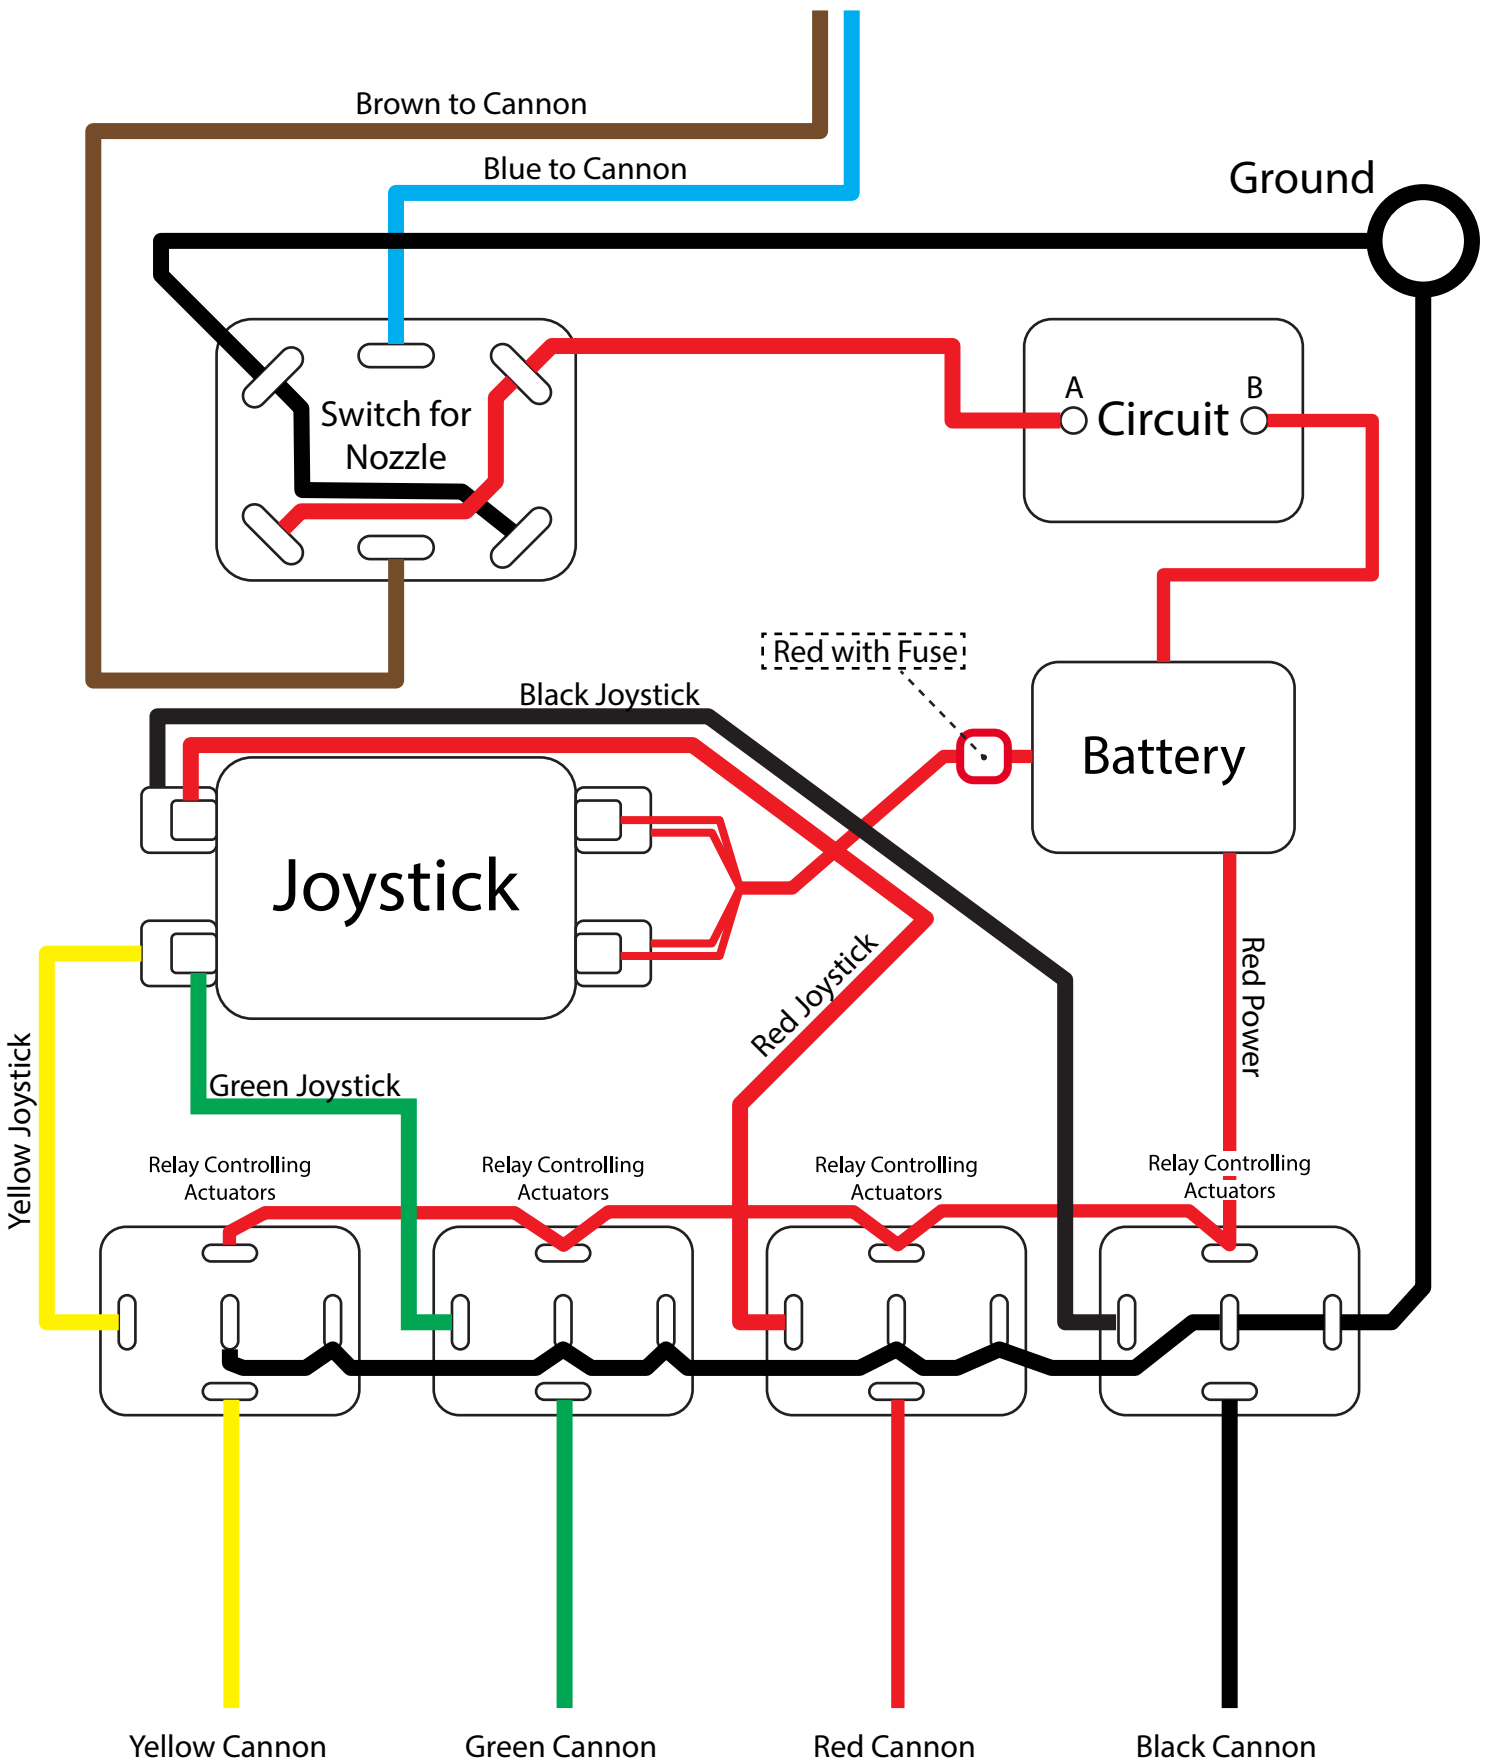 Brown to Cannon
Blue to Cannon
Ground
Switch for
Nozzle
A
B
Circuit
Red with Fuse
Black Joystick
Battery
Joystick
Red Joystick
Red Power
Yellow Joystick
Green Joystick
Relay Controlling
Actuators
Relay Controlling
Actuators
Relay Controlling
Actuators
Relay Controlling
Actuators
Yellow Cannon
Green Cannon
Red Cannon
Black Cannon